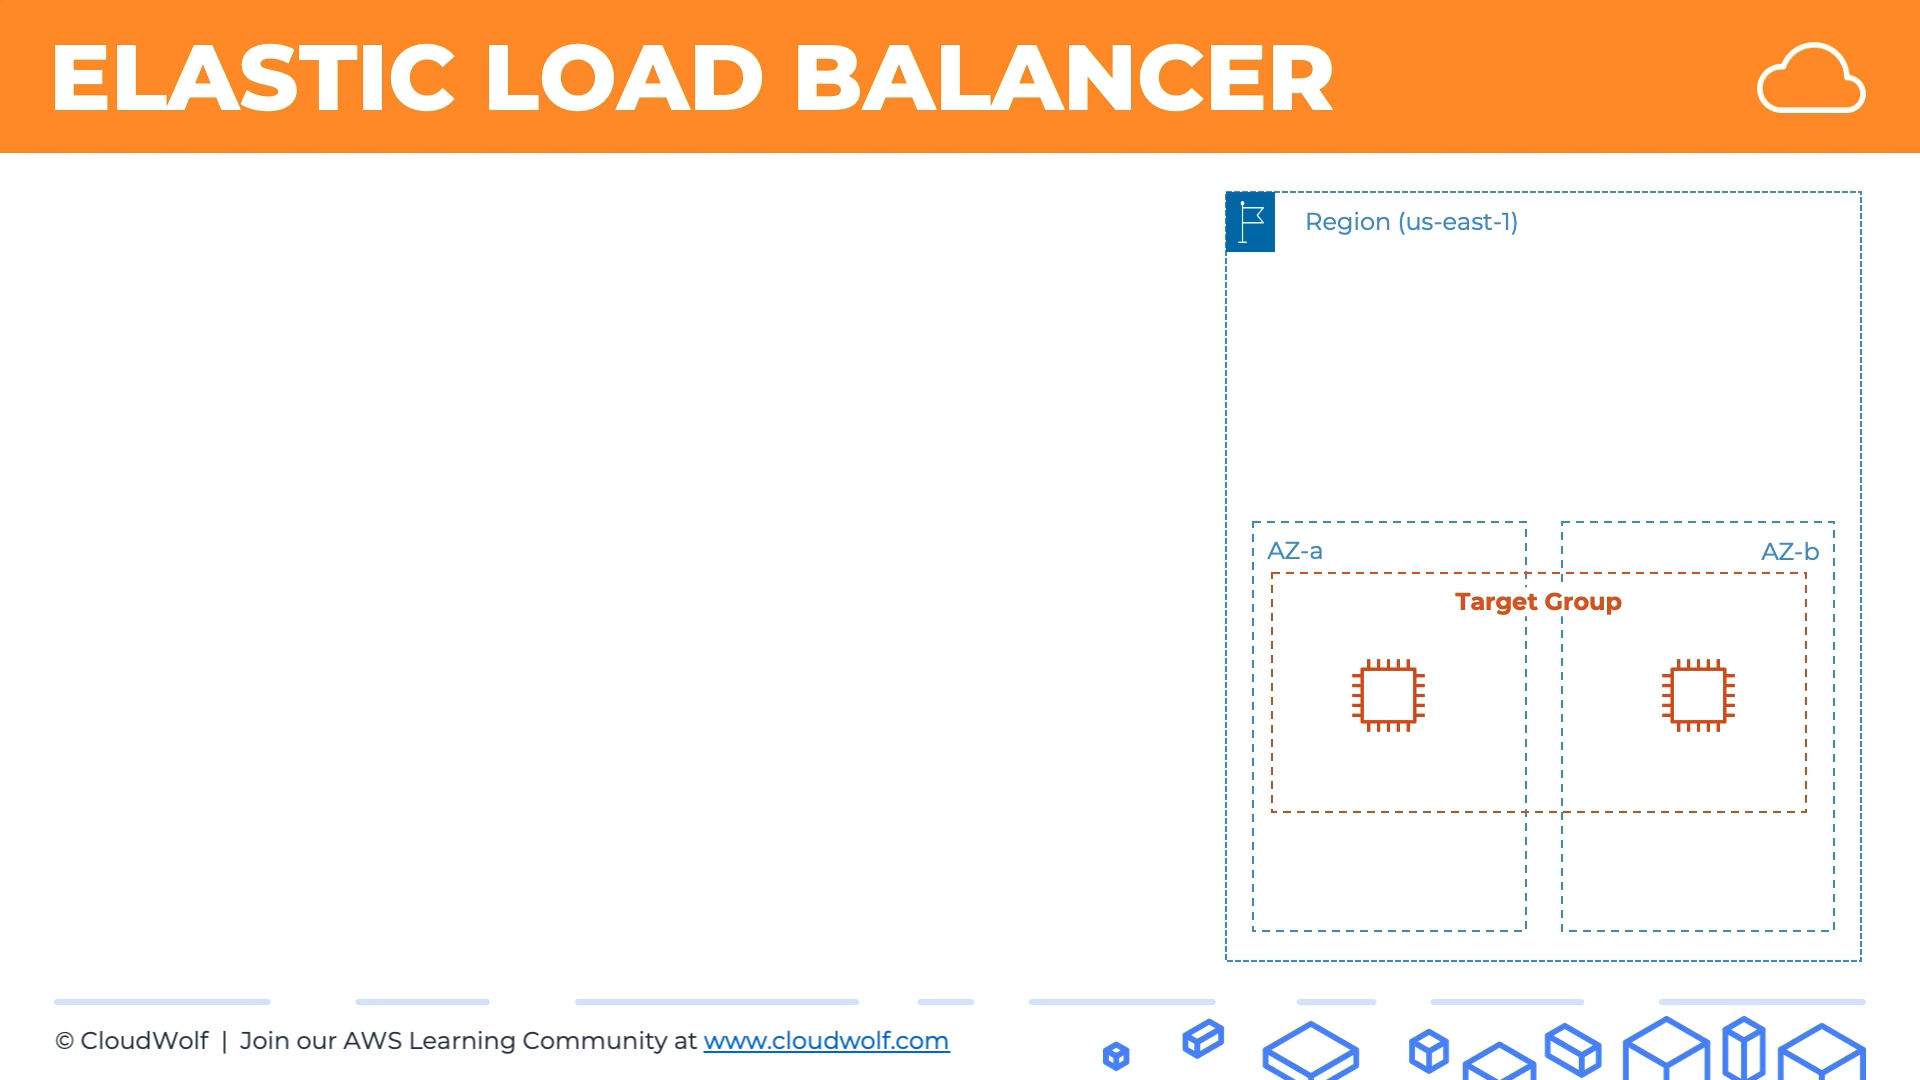 ELASTIC LOAD BALANCER
Region (us-east-1)
AZ-a
AZ-b
Target Group
© CloudWolf | Join our AWS Learning Community at www.cloudwolf.com